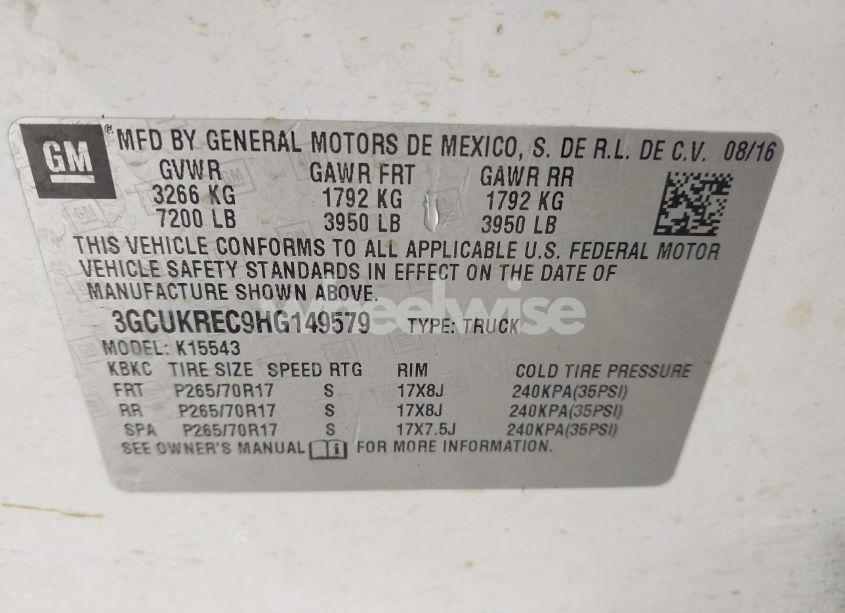 GM ® MFD BY GENERAL MOTORS DE MEXICO, S. DE R.L. DE C.V. 08/16
GVWR GAWR FRT GAWR RR
3266 KG 1792 KG 1792 KG
7200 LB 3950 LB 3950 LB
THIS VEHICLE CONFORMS TO ALL APPLICABLE U.S. FEDERAL MOTOR
VEHICLE SAFETY STANDARDS IN EFFECT ON THE DATE OF
MANUFACTURE SHOWN ABOVE.
wheelwise
3GCUKREC9HG149579 TYPE: TRUCK
MODEL: K15543
KBKC TIRE SIZE SPEED RTG RIM COLD TIRE PRESSURE
FRT P265/70R17 S 17X8J 240KPA(35PSI)
RR P265/70R17 S 17X8J 240KPA(35PSI)
SPA P265/70R17 S 17X7.5J 240KPA(35PSI)
SEE OWNER'S MANUAL FOR MORE INFORMATION.